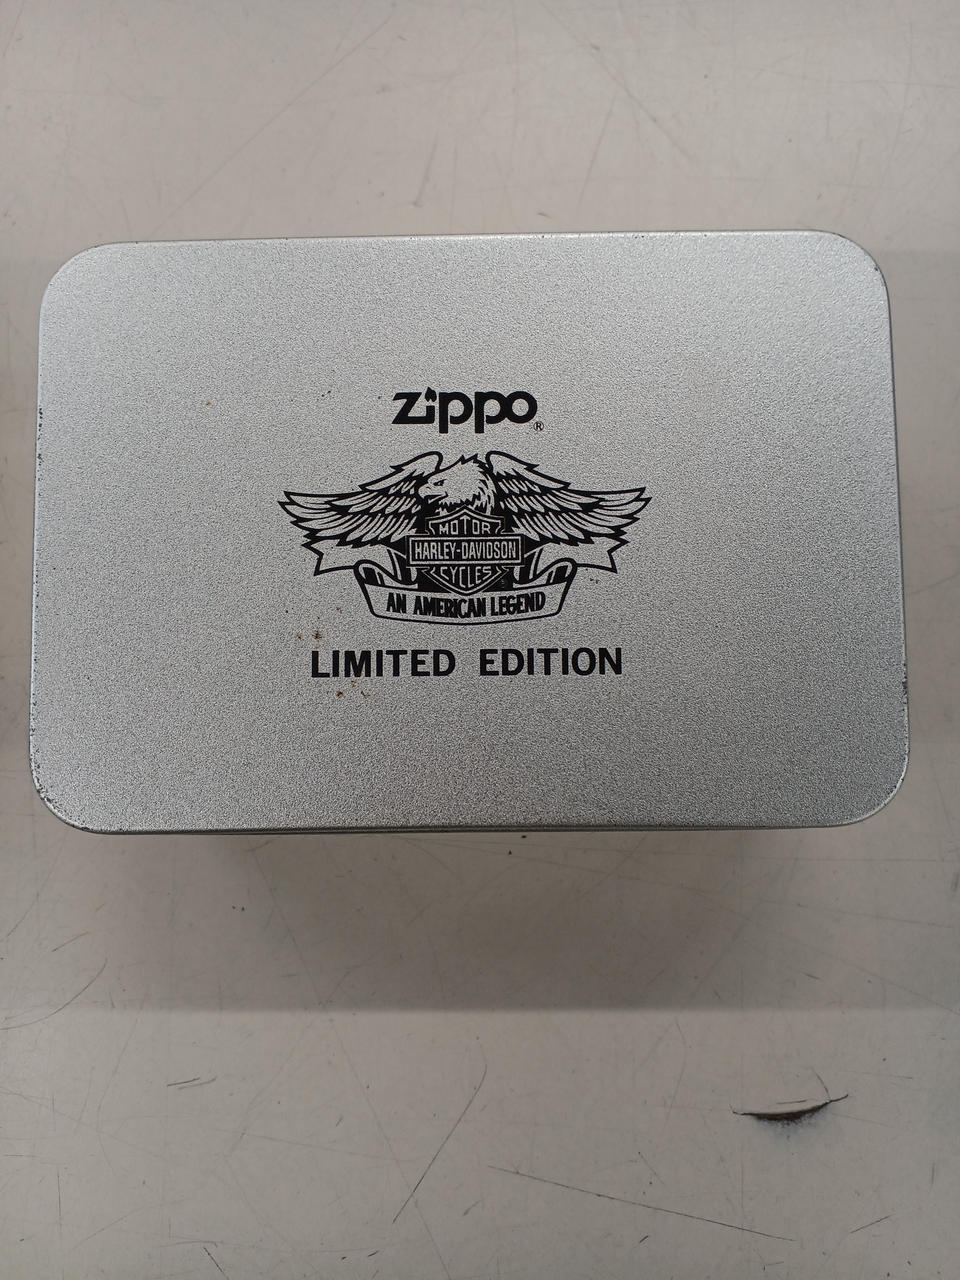 zippo®
MOTOR
HARLEY-DAVIDSON
CYCLES
AN AMERICAN LEGEND
LIMITED EDITION